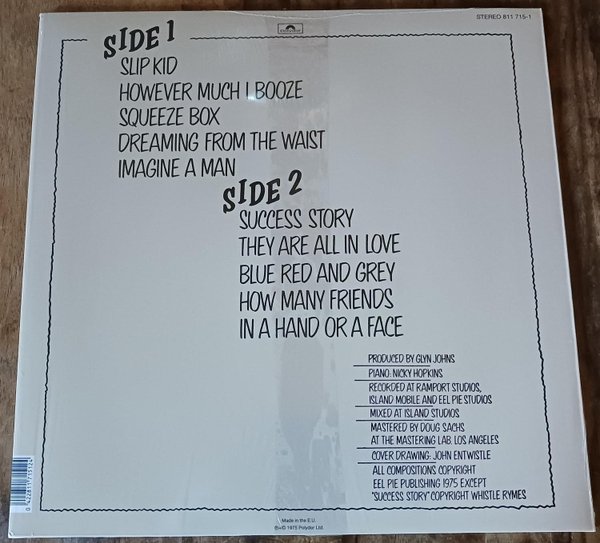 STEREO 811 715-1
SIDE 1
SLIP KID
HOWEVER MUCH I BOOZE
SQUEEZE BOX
DREAMING FROM THE WAIST
IMAGINE A MAN
SIDE 2
SUCCESS STORY
THEY ARE ALL IN LOVE
BLUE RED AND GREY
HOW MANY FRIENDS
IN A HAND OR A FACE
PRODUCED BY GLYN JOHNS
PIANO: NICKY HOPKINS
RECORDED AT RAMPORT STUDIOS,
ISLAND MOBILE AND EEL PIE STUDIOS
MIXED AT ISLAND STUDIOS
MASTERED BY DOUG SACHS
AT THE MASTERING LAB. LOS ANGELES
COVER DRAWING: JOHN ENTWISTLE
ALL COMPOSITIONS COPYRIGHT
EEL PIE PUBLISHING 1975 EXCEPT
"SUCCESS STORY" COPYRIGHT WHISTLE RYMES
Made in the E.U.
℗+© 1975 Polydor Ltd.
0 42281 17151 24